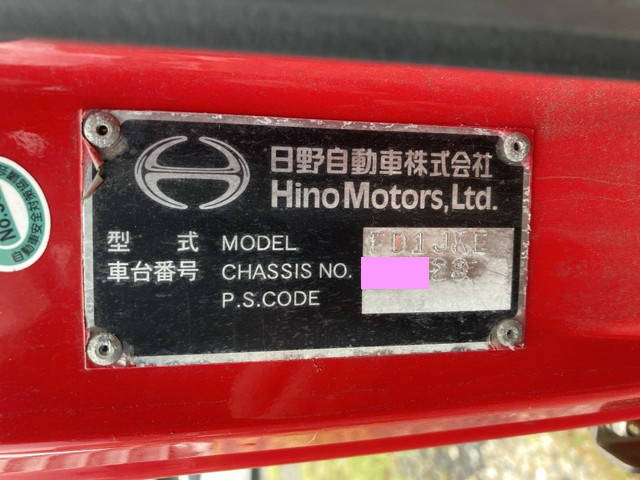 日野自動車株式会社
Hino Motors, Ltd.
型式 MODEL FD1JKE
車台番号 CHASSIS NO.
P.S.CODE